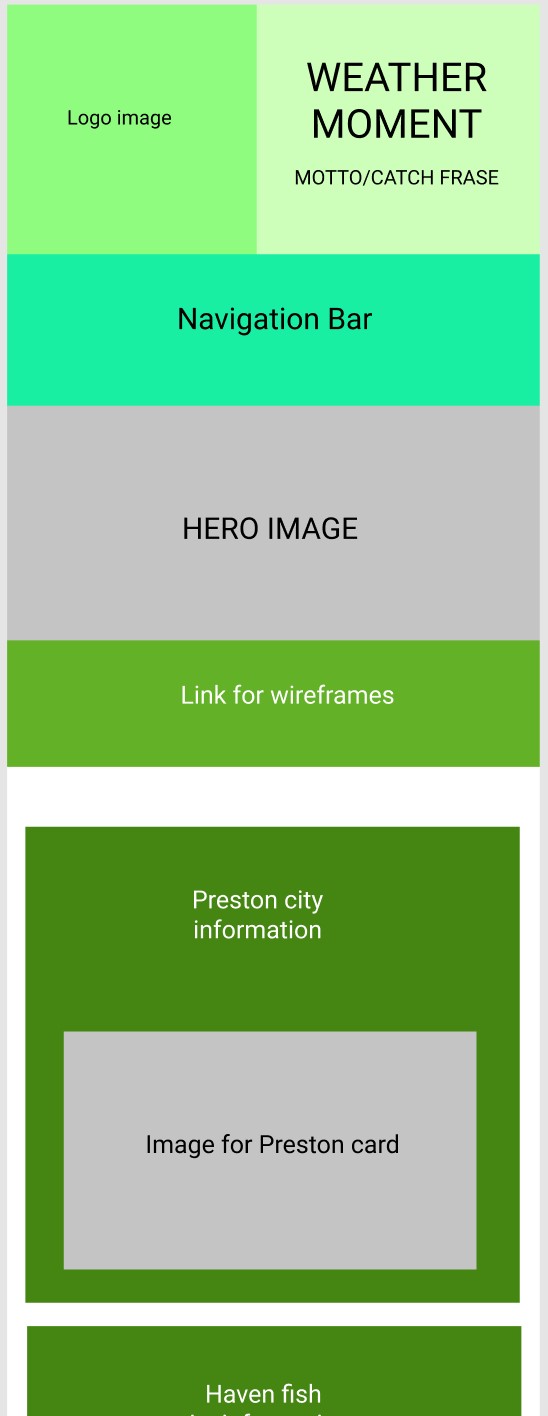 Logo image
WEATHER
MOMENT
MOTTO/CATCH FRASE
Navigation Bar
HERO IMAGE
Link for wireframes
Preston city
information
Image for Preston card
Haven fish